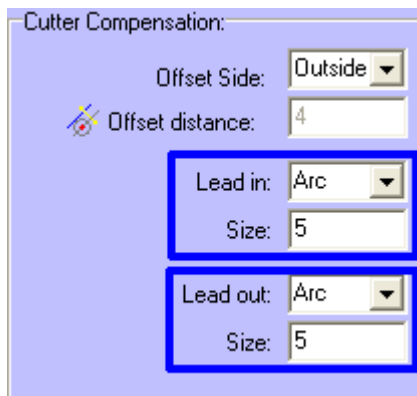 Cutter Compensation:
Offset Side: Outside
Offset distance: 4
Lead in: Arc
Size: 5
Lead out: Arc
Size: 5